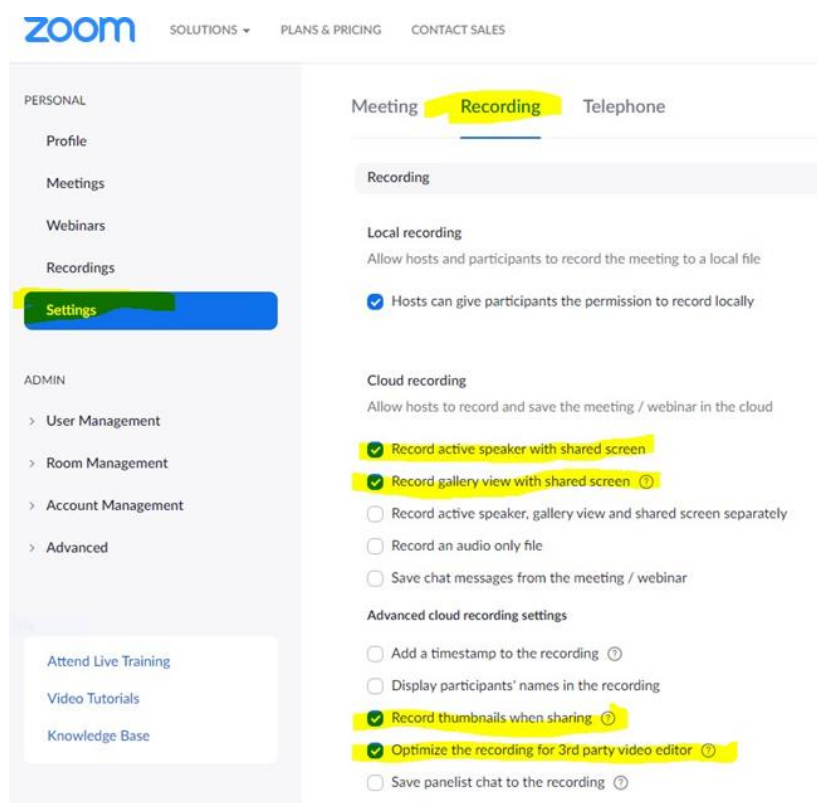 zoom SOLUTIONS PLANS & PRICING CONTACT SALES
PERSONAL
Profile
Meetings
Webinars
Recordings
Settings
ADMIN
User Management
Room Management
Account Management
Advanced
Attend Live Training
Video Tutorials
Knowledge Base
Meeting Recording Telephone
Recording
Local recording
Allow hosts and participants to record the meeting to a local file
Hosts can give participants the permission to record locally
Cloud recording
Allow hosts to record and save the meeting / webinar in the cloud
Record active speaker with shared screen
Record gallery view with shared screen
Record active speaker, gallery view and shared screen separately
Record an audio only file
Save chat messages from the meeting / webinar
Advanced cloud recording settings
Add a timestamp to the recording
Display participants' names in the recording
Record thumbnails when sharing
Optimize the recording for 3rd party video editor
Save panelist chat to the recording